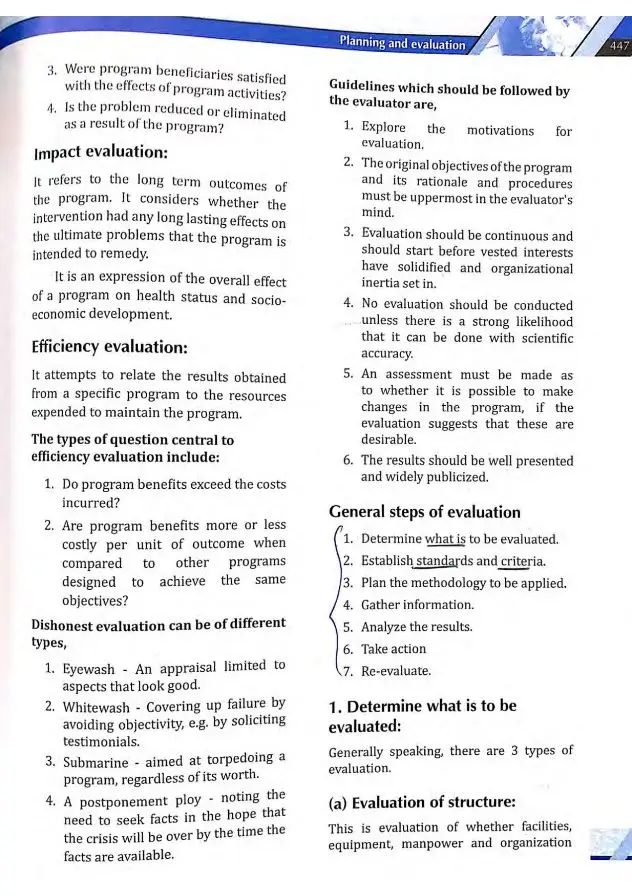 Planning and evaluation
447
3. Were program beneficiaries satisfied
with the effects of program activities?
4. Is the problem reduced or eliminated
as a result of the program?
Impact evaluation:
It refers to the long term outcomes of
the program. It considers whether the
intervention had any long lasting effects on
the ultimate problems that the program is
intended to remedy.
It is an expression of the overall effect
of a program on health status and socio-
economic development.
Efficiency evaluation:
It attempts to relate the results obtained
from a specific program to the resources
expended to maintain the program.
The types of question central to
efficiency evaluation include:
1. Do program benefits exceed the costs
incurred?
2. Are program benefits more or less
costly per unit of outcome when
compared to other programs
designed to achieve the same
objectives?
Dishonest evaluation can be of different
types,
1. Eyewash - An appraisal limited to
aspects that look good.
2. Whitewash - Covering up failure by
avoiding objectivity, e.g. by soliciting
testimonials.
3. Submarine - aimed at torpedoing a
program, regardless of its worth.
4. A postponement ploy - noting the
need to seek facts in the hope that
the crisis will be over by the time the
facts are available.
Guidelines which should be followed by
the evaluator are,
1. Explore the motivations for
evaluation.
2. The original objectives of the program
and its rationale and procedures
must be uppermost in the evaluator's
mind.
3. Evaluation should be continuous and
should start before vested interests
have solidified and organizational
inertia set in.
4. No evaluation should be conducted
unless there is a strong likelihood
that it can be done with scientific
accuracy.
5. An assessment must be made as
to whether it is possible to make
changes in the program, if the
evaluation suggests that these are
desirable.
6. The results should be well presented
and widely publicized.
General steps of evaluation
1. Determine what is to be evaluated.
2. Establish standards and criteria.
3. Plan the methodology to be applied.
4. Gather information.
5. Analyze the results.
6. Take action
7. Re-evaluate.
1. Determine what is to be
evaluated:
Generally speaking, there are 3 types of
evaluation.
(a) Evaluation of structure:
This is evaluation of whether facilities,
equipment, manpower and organization